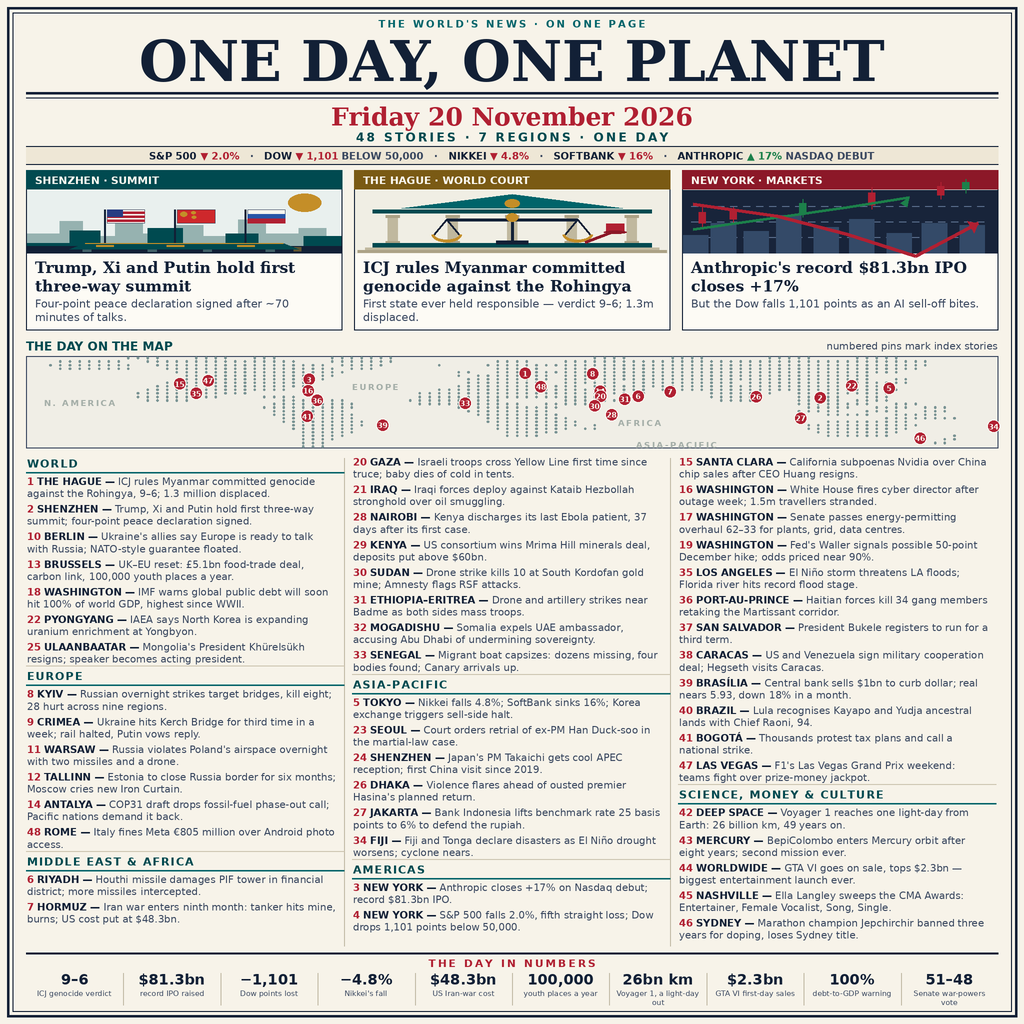 THE WORLD'S NEWS · ON ONE PAGE
ONE DAY, ONE PLANET
Friday 20 November 2026
48 STORIES · 7 REGIONS · ONE DAY
S&P 500 ▼ 2.0% · DOW ▼ 1,101 BELOW 50,000 · NIKKEI ▼ 4.8% · SOFTBANK ▼ 16% · ANTHROPIC ▲ 17% NASDAQ DEBUT
SHENZHEN · SUMMIT
Trump, Xi and Putin hold first
three-way summit
Four-point peace declaration signed after ~70
minutes of talks.
THE HAGUE · WORLD COURT
ICJ rules Myanmar committed
genocide against the Rohingya
First state ever held responsible — verdict 9–6; 1.3m
displaced.
NEW YORK · MARKETS
Anthropic's record $81.3bn IPO
closes +17%
But the Dow falls 1,101 points as an AI sell-off bites.
THE DAY ON THE MAP
numbered pins mark index stories
N. AMERICA
EUROPE
AFRICA
ASIA-PACIFIC
15
47
35
3
16
36
41
39
33
1
48
8
20
30
31
28
6
7
26
27
2
22
5
46
34
WORLD
1 THE HAGUE — ICJ rules Myanmar committed genocide
against the Rohingya, 9–6; 1.3 million displaced.
2 SHENZHEN — Trump, Xi and Putin hold first three-way
summit; four-point peace declaration signed.
10 BERLIN — Ukraine's allies say Europe is ready to talk
with Russia; NATO-style guarantee floated.
13 BRUSSELS — UK–EU reset: £5.1bn food-trade deal,
carbon link, 100,000 youth places a year.
18 WASHINGTON — IMF warns global public debt will soon
hit 100% of world GDP, highest since WWII.
22 PYONGYANG — IAEA says North Korea is expanding
uranium enrichment at Yongbyon.
25 ULAANBAATAR — Mongolia's President Khürelsükh
resigns; speaker becomes acting president.
EUROPE
8 KYIV — Russian overnight strikes target bridges, kill eight;
28 hurt across nine regions.
9 CRIMEA — Ukraine hits Kerch Bridge for third time in a
week; rail halted, Putin vows reply.
11 WARSAW — Russia violates Poland's airspace overnight
with two missiles and a drone.
12 TALLINN — Estonia to close Russia border for six months;
Moscow cries new Iron Curtain.
14 ANTALYA — COP31 draft drops fossil-fuel phase-out call;
Pacific nations demand it back.
48 ROME — Italy fines Meta €805 million over Android photo
access.
MIDDLE EAST & AFRICA
6 RIYADH — Houthi missile damages PIF tower in financial
district; more missiles intercepted.
7 HORMUZ — Iran war enters ninth month: tanker hits mine,
burns; US cost put at $48.3bn.
20 GAZA — Israeli troops cross Yellow Line first time since
truce; baby dies of cold in tents.
21 IRAQ — Iraqi forces deploy against Kataib Hezbollah
stronghold over oil smuggling.
28 NAIROBI — Kenya discharges its last Ebola patient, 37
days after its first case.
29 KENYA — US consortium wins Mrima Hill minerals deal,
deposits put above $60bn.
30 SUDAN — Drone strike kills 10 at South Kordofan gold
mine; Amnesty flags RSF attacks.
31 ETHIOPIA–ERITREA — Drone and artillery strikes near
Badme as both sides mass troops.
32 MOGADISHU — Somalia expels UAE ambassador,
accusing Abu Dhabi of undermining sovereignty.
33 SENEGAL — Migrant boat capsizes: dozens missing, four
bodies found; Canary arrivals up.
ASIA-PACIFIC
5 TOKYO — Nikkei falls 4.8%; SoftBank sinks 16%; Korea
exchange triggers sell-side halt.
23 SEOUL — Court orders retrial of ex-PM Han Duck-soo in
the martial-law case.
24 SHENZHEN — Japan's PM Takaichi gets cool APEC
reception; first China visit since 2019.
26 DHAKA — Violence flares ahead of ousted premier
Hasina's planned return.
27 JAKARTA — Bank Indonesia lifts benchmark rate 25 basis
points to 6% to defend the rupiah.
34 FIJI — Fiji and Tonga declare disasters as El Niño drought
worsens; cyclone nears.
AMERICAS
3 NEW YORK — Anthropic closes +17% on Nasdaq debut;
record $81.3bn IPO.
4 NEW YORK — S&P 500 falls 2.0%, fifth straight loss; Dow
drops 1,101 points below 50,000.
15 SANTA CLARA — California subpoenas Nvidia over China
chip sales after CEO Huang resigns.
16 WASHINGTON — White House fires cyber director after
outage week; 1.5m travellers stranded.
17 WASHINGTON — Senate passes energy-permitting
overhaul 62–33 for plants, grid, data centres.
19 WASHINGTON — Fed's Waller signals possible 50-point
December hike; odds priced near 90%.
35 LOS ANGELES — El Niño storm threatens LA floods;
Florida river hits record flood stage.
36 PORT-AU-PRINCE — Haitian forces kill 34 gang members
retaking the Martissant corridor.
37 SAN SALVADOR — President Bukele registers to run for a
third term.
38 CARACAS — US and Venezuela sign military cooperation
deal; Hegseth visits Caracas.
39 BRASÍLIA — Central bank sells $1bn to curb dollar; real
nears 5.93, down 18% in a month.
40 BRAZIL — Lula recognises Kayapo and Yudja ancestral
lands with Chief Raoni, 94.
41 BOGOTÁ — Thousands protest tax plans and call a
national strike.
47 LAS VEGAS — F1's Las Vegas Grand Prix weekend:
teams fight over prize-money jackpot.
SCIENCE, MONEY & CULTURE
42 DEEP SPACE — Voyager 1 reaches one light-day from
Earth: 26 billion km, 49 years on.
43 MERCURY — BepiColombo enters Mercury orbit after
eight years; second mission ever.
44 WORLDWIDE — GTA VI goes on sale, tops $2.3bn —
biggest entertainment launch ever.
45 NASHVILLE — Ella Langley sweeps the CMA Awards:
Entertainer, Female Vocalist, Song, Single.
46 SYDNEY — Marathon champion Jepchirchir banned three
years for doping, loses Sydney title.
THE DAY IN NUMBERS
9–6
ICJ genocide verdict
$81.3bn
record IPO raised
−1,101
Dow points lost
−4.8%
Nikkei's fall
$48.3bn
US Iran-war cost
100,000
youth places a year
26bn km
Voyager 1, a light-day
out
$2.3bn
GTA VI first-day sales
100%
debt-to-GDP warning
51–48
Senate war-powers
vote